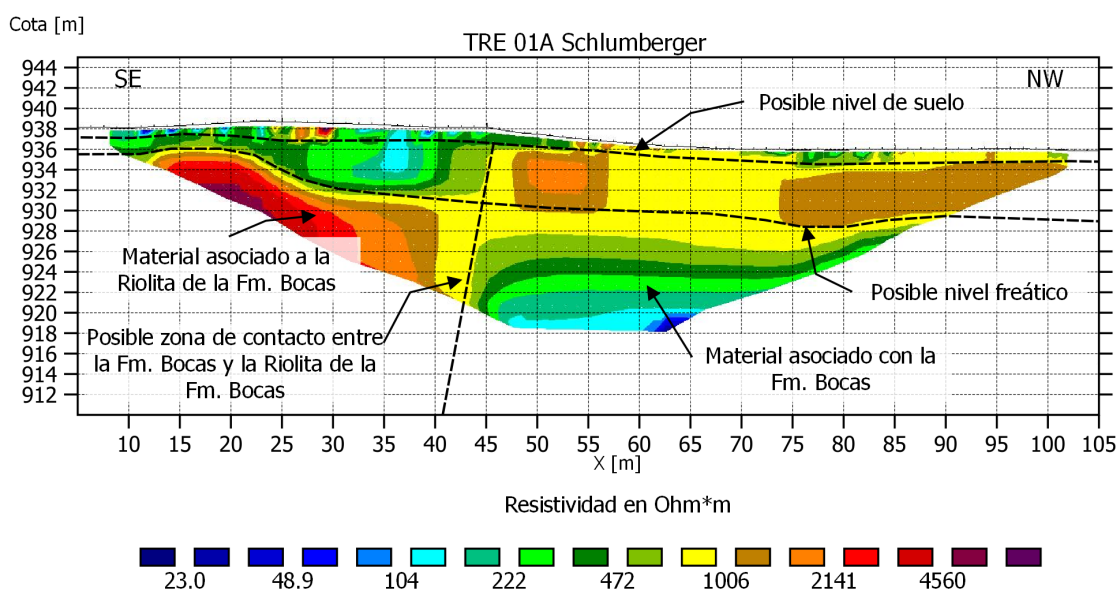 Cota [m]
TRE 01A Schlumberger
944
942
940
938
936
934
932
930
928
926
924
922
920
918
916
914
912
SE
NW
Posible nivel de suelo
Material asociado a la
Riolita de la Fm. Bocas
Posible nivel freático
Posible zona de contacto entre
la Fm. Bocas y la Riolita de la
Fm. Bocas
Material asociado con la
Fm. Bocas
10 15 20 25 30 35 40 45 50 55 60 65 70 75 80 85 90 95 100 105
X [m]
Resistividad en Ohm*m
23.0 48.9 104 222 472 1006 2141 4560